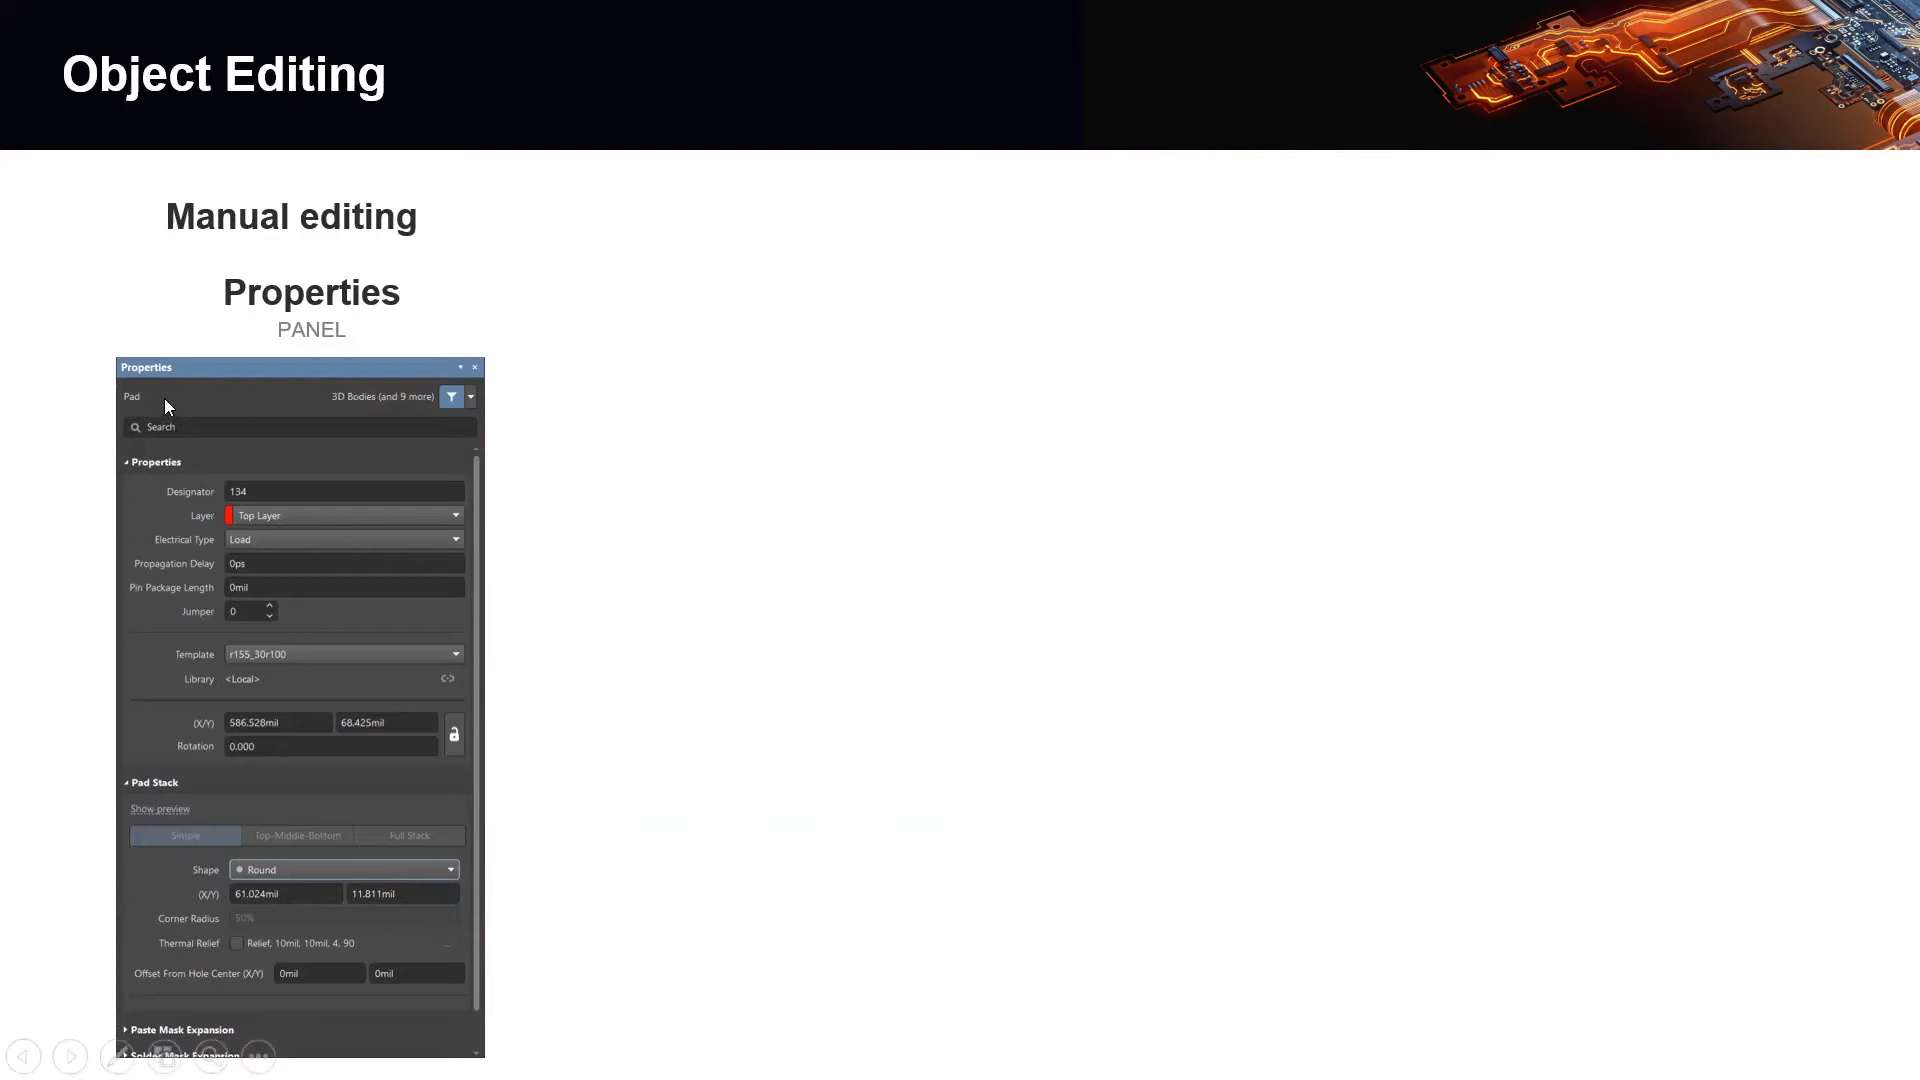 Object Editing
Manual editing
Properties
PANEL
Properties
Pad 3D Bodies (and 9 more)
Search
Properties
Designator 134
Layer Top Layer
Electrical Type Load
Propagation Delay 0ps
Pin Package Length 0mil
Jumper 0
Template r155_30r100
Library <Local>
(X/Y) 586.528mil 68.425mil
Rotation 0.000
Pad Stack
Show preview
Simple Top-Middle-Bottom Full Stack
Shape Round
(X/Y) 61.024mil 11.811mil
Corner Radius 50%
Thermal Relief Relief, 10mil, 10mil, 4, 90
Offset From Hole Center (X/Y) 0mil 0mil
Paste Mask Expansion
Solder Mask Expansion